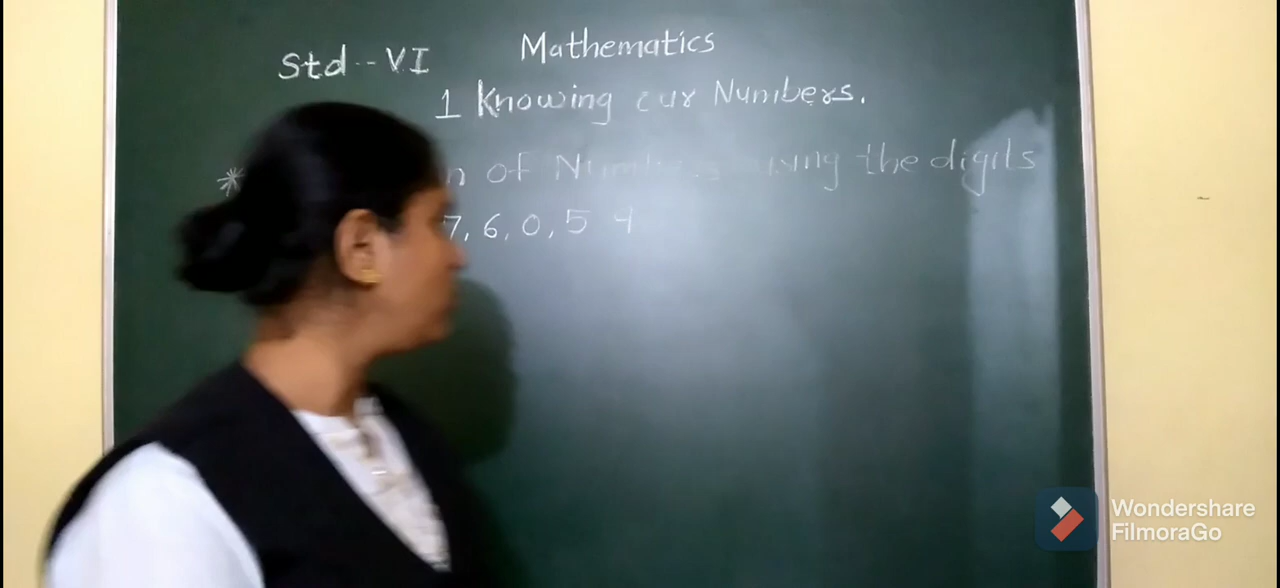 Std - VI Mathematics
1 Knowing our Numbers.
* n of Numbers using the digits
7, 6, 0, 5 9
Wondershare
FilmoraGo